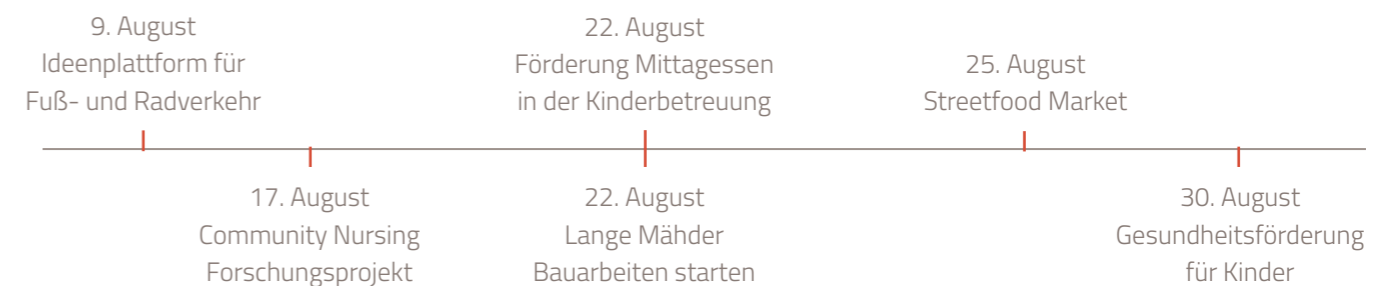 9. August
Ideenplattform für
Fuß- und Radverkehr
17. August
Community Nursing
Forschungsprojekt
22. August
Förderung Mittagessen
in der Kinderbetreuung
22. August
Lange Mähder
Bauarbeiten starten
25. August
Streetfood Market
30. August
Gesundheitsförderung
für Kinder